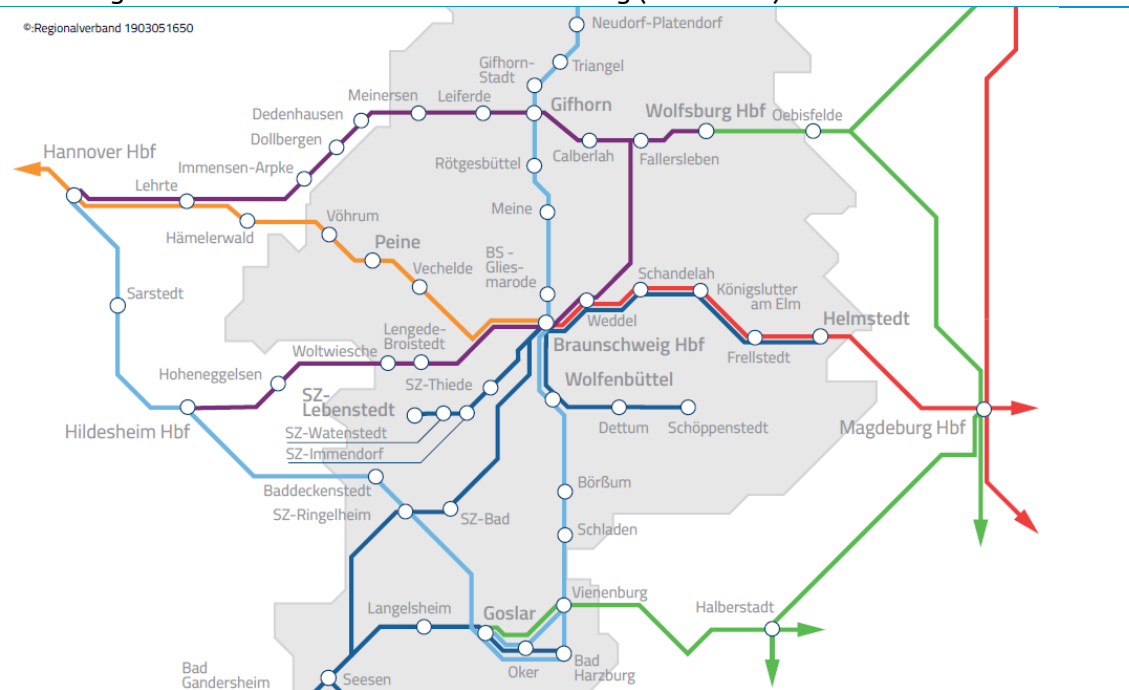 ©:Regionalverband 1903051650
Neudorf-Platendorf
Gifhorn-
Stadt
Triangel
Meinersen
Leiferde
Gifhorn
Wolfsburg Hbf
Oebisfelde
Dedenhausen
Dollbergen
Hannover Hbf
Immensen-Arpke
Rötgesbüttel
Calberlah
Fallersleben
Lehrte
Meine
Hämelerwald
Vöhrum
Peine
Vechelde
BS -
Glies-
marode
Schandelah
Königslutter
am Elm
Sarstedt
Weddel
Helmstedt
Lengede-
Broistedt
Woltwiesche
Braunschweig Hbf
Frellstedt
Hoheneggelsen
SZ-Thiede
Wolfenbüttel
SZ-
Lebenstedt
Hildesheim Hbf
SZ-Watenstedt
SZ-Immendorf
Dettum
Schöppenstedt
Magdeburg Hbf
Baddeckenstedt
Börßum
SZ-Ringelheim
SZ-Bad
Schladen
Vienenburg
Langelsheim
Goslar
Halberstadt
Oker
Bad
Harzburg
Bad
Gandersheim
Seesen